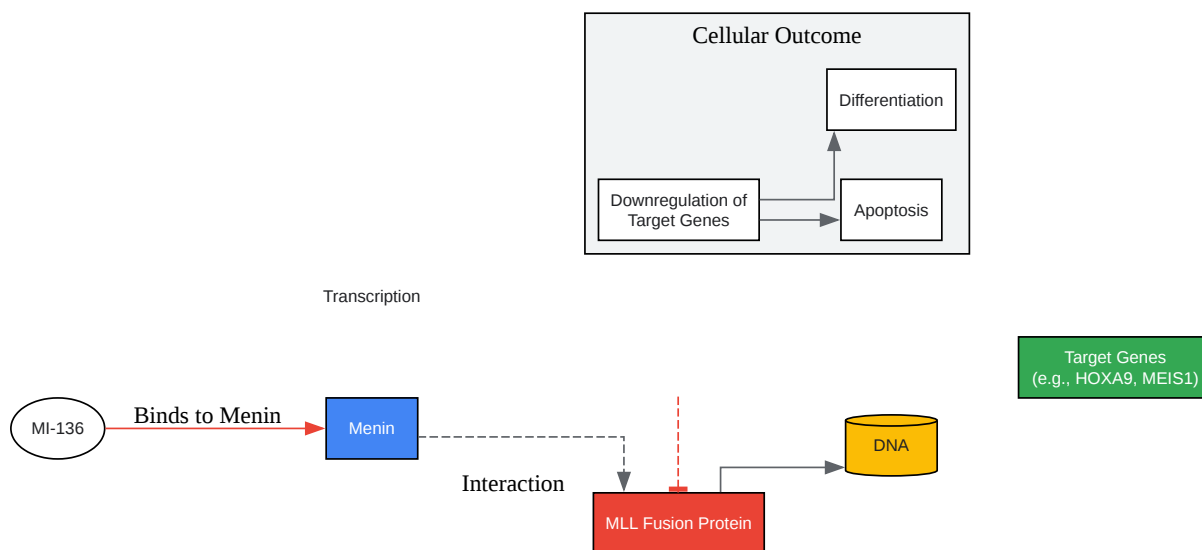 Cellular Outcome
Differentiation
Downregulation of
Target Genes
Apoptosis
Transcription
Target Genes
(e.g., HOXA9, MEIS1)
MI-136
Binds to Menin
Menin
DNA
Interaction
MLL Fusion Protein